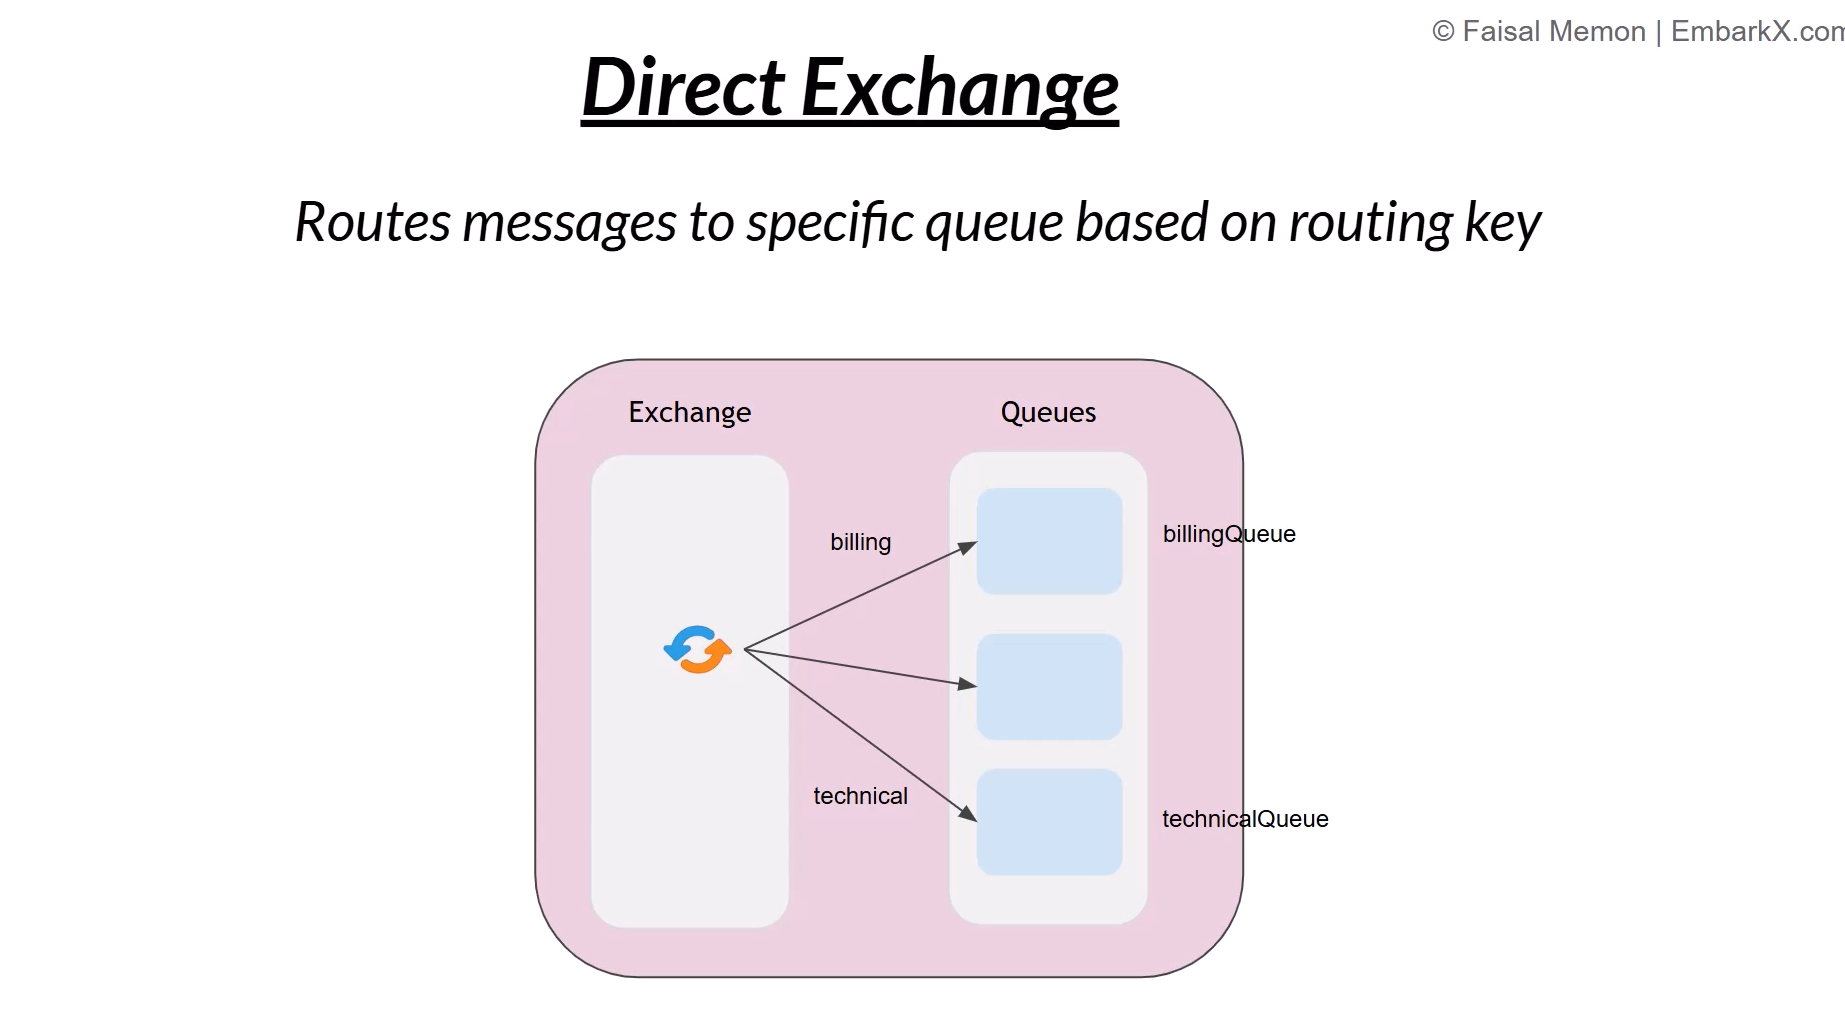 © Faisal Memon | EmbarkX.com
Direct Exchange
Routes messages to specific queue based on routing key
Exchange
Queues
billing
billingQueue
technical
technicalQueue